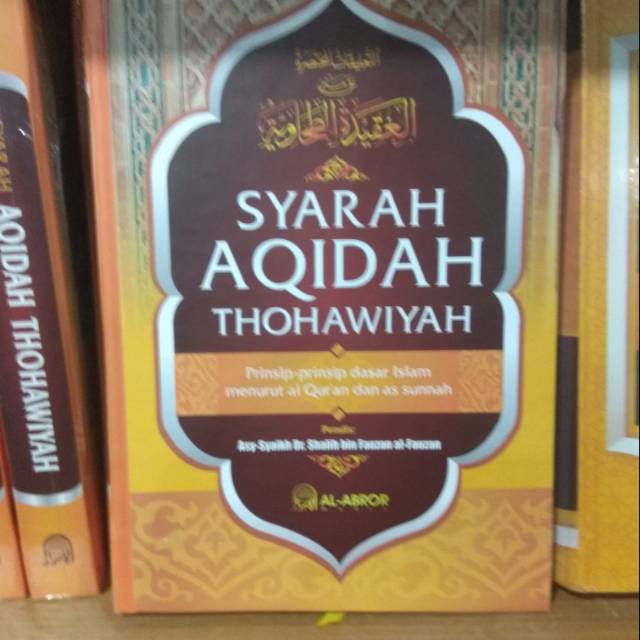 التعليقات المختصرة
على متن
العقيدة الطحاوية
SYARAH
AQIDAH
THOHAWIYAH
Prinsip-prinsip dasar Islam
menurut al Qur'an dan as sunnah
Penulis:
Asy-Syaikh Dr. Shalih bin Fauzan al-Fauzan
AL-ABROR
SYARAH
AQIDAH THOHAWIYAH